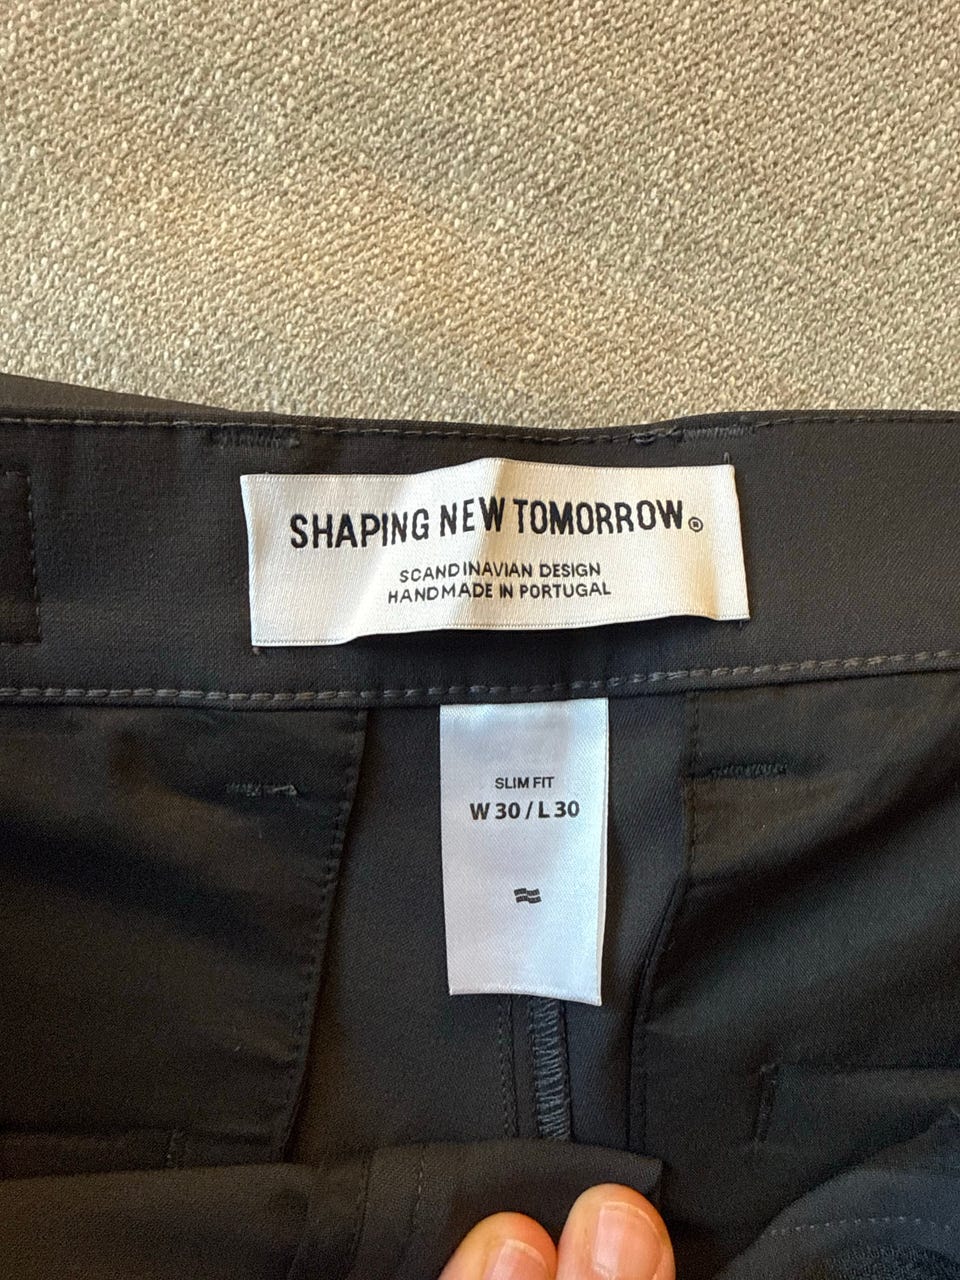 SHAPING NEW TOMORROW®
SCANDINAVIAN DESIGN
HANDMADE IN PORTUGAL
SLIM FIT
W 30 / L 30